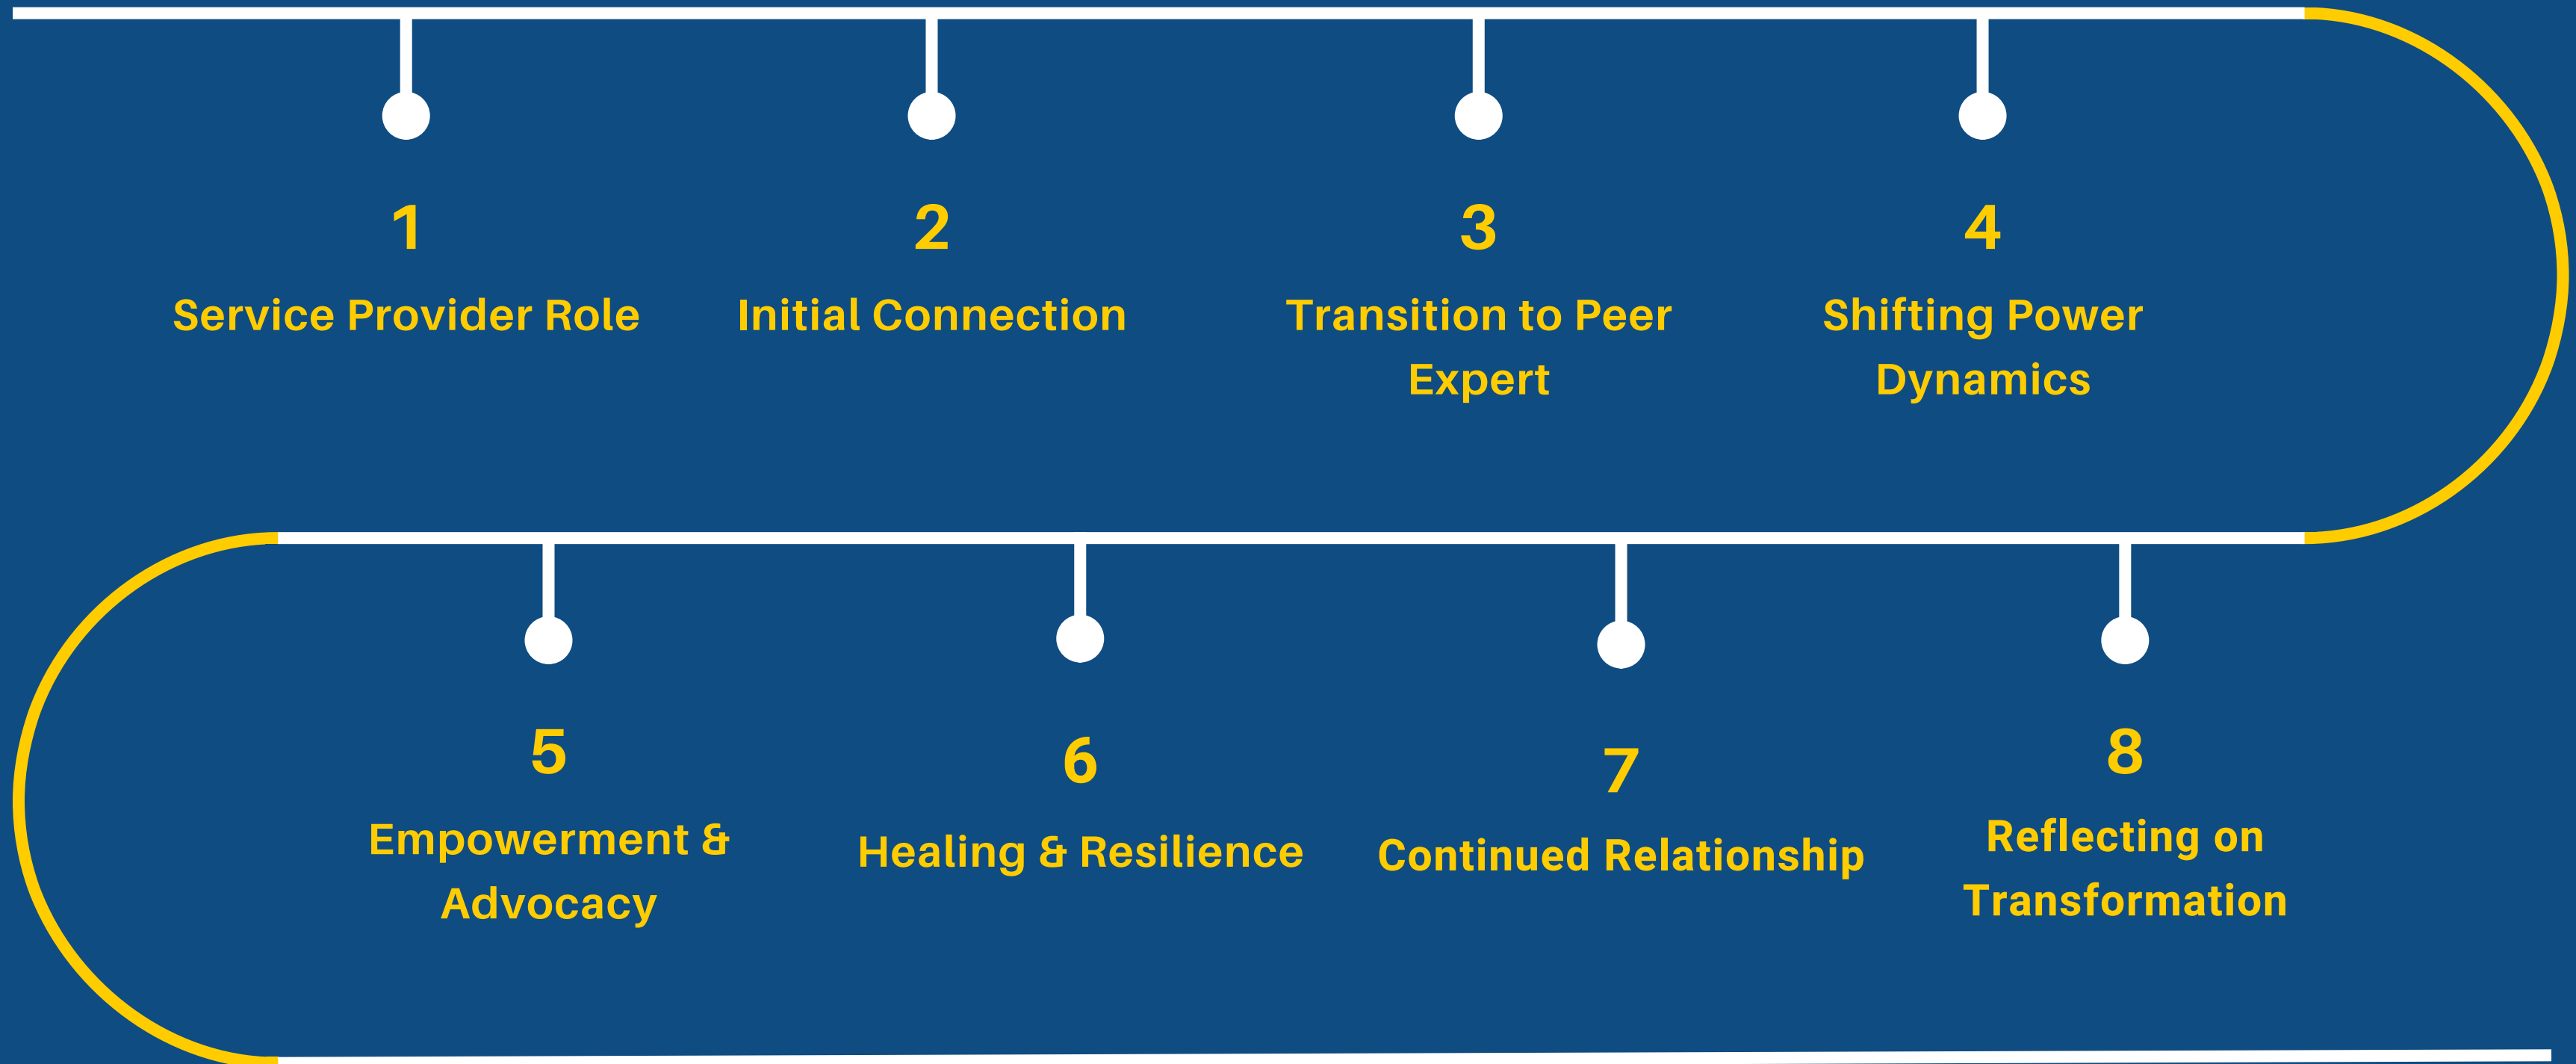 1
Service Provider Role
2
Initial Connection
3
Transition to Peer
Expert
4
Shifting Power
Dynamics
5
Empowerment &
Advocacy
6
Healing & Resilience
7
Continued Relationship
8
Reflecting on
Transformation